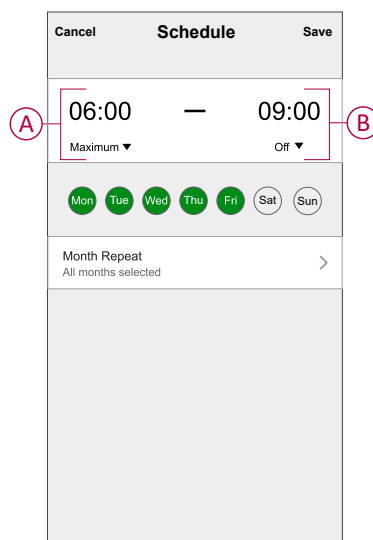 Cancel Schedule Save
A 06:00 — 09:00 B
Maximum ▼ Off ▼
Mon Tue Wed Thu Fri Sat Sun
Month Repeat
All months selected